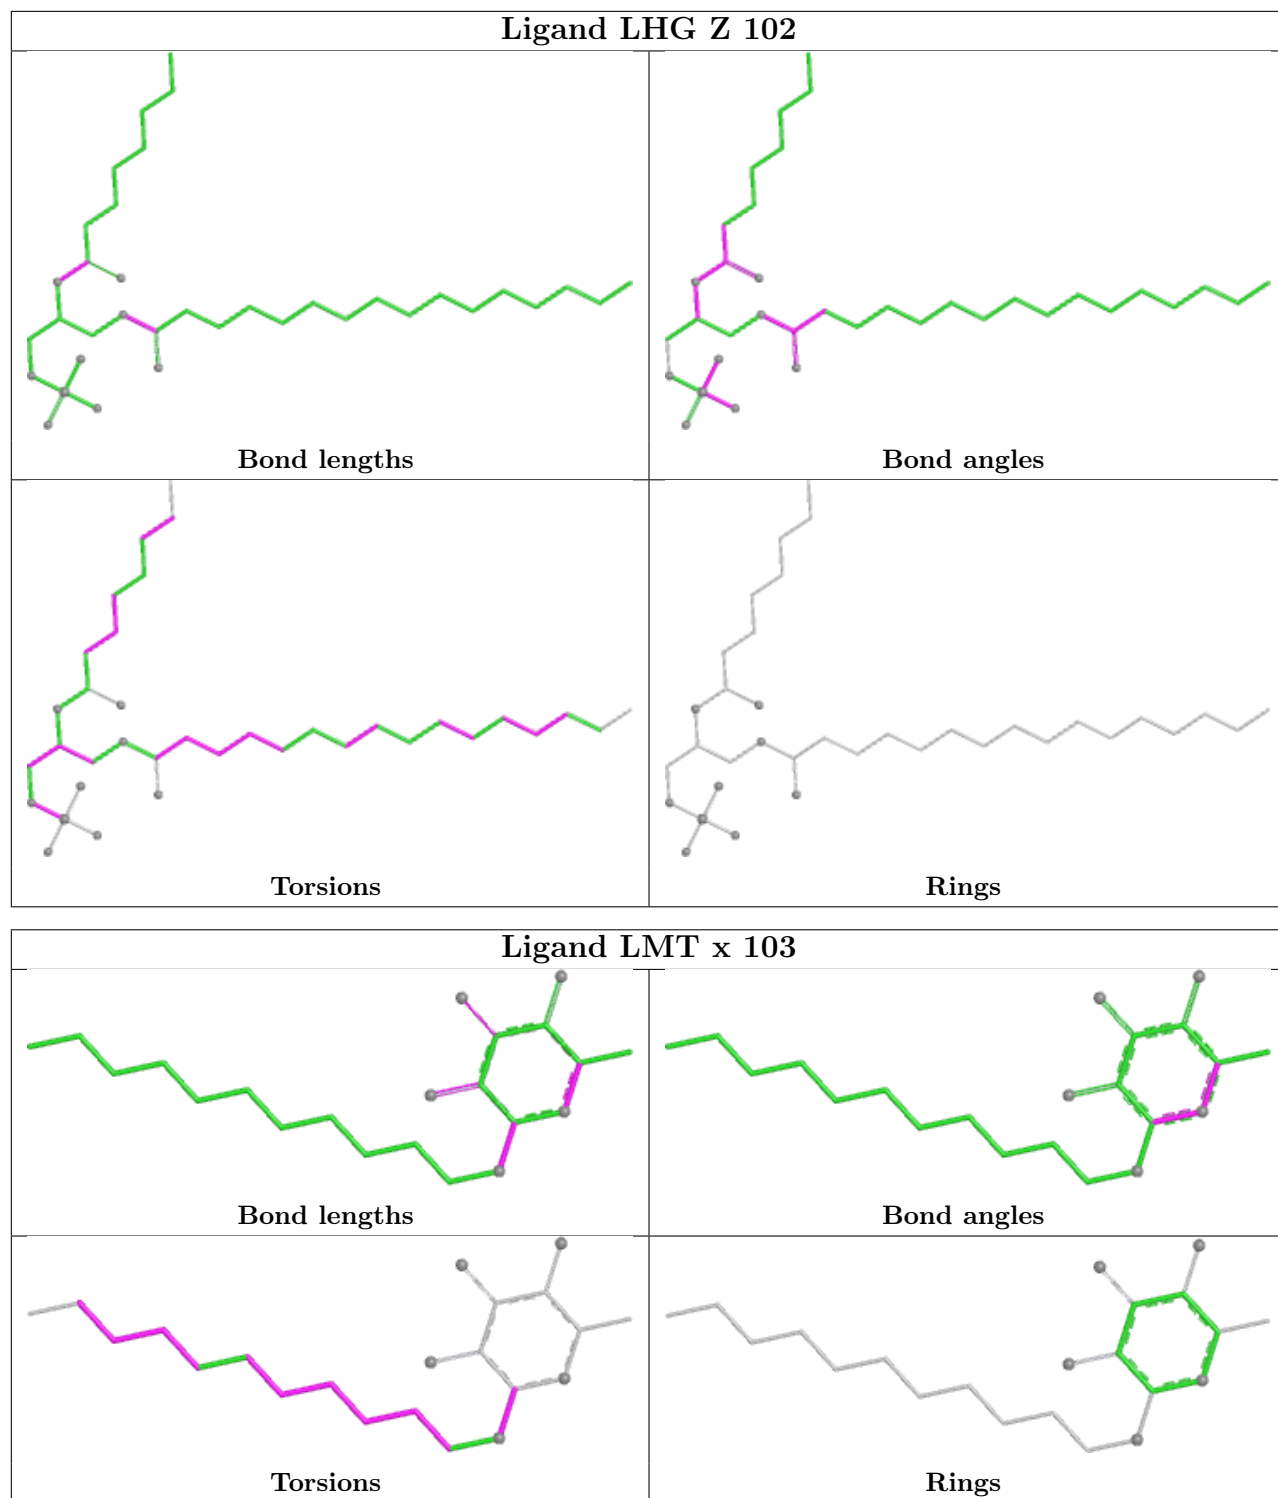 Ligand LHG Z 102
Bond lengths
Bond angles
Torsions
Rings
Ligand LMT x 103
Bond lengths
Bond angles
Torsions
Rings